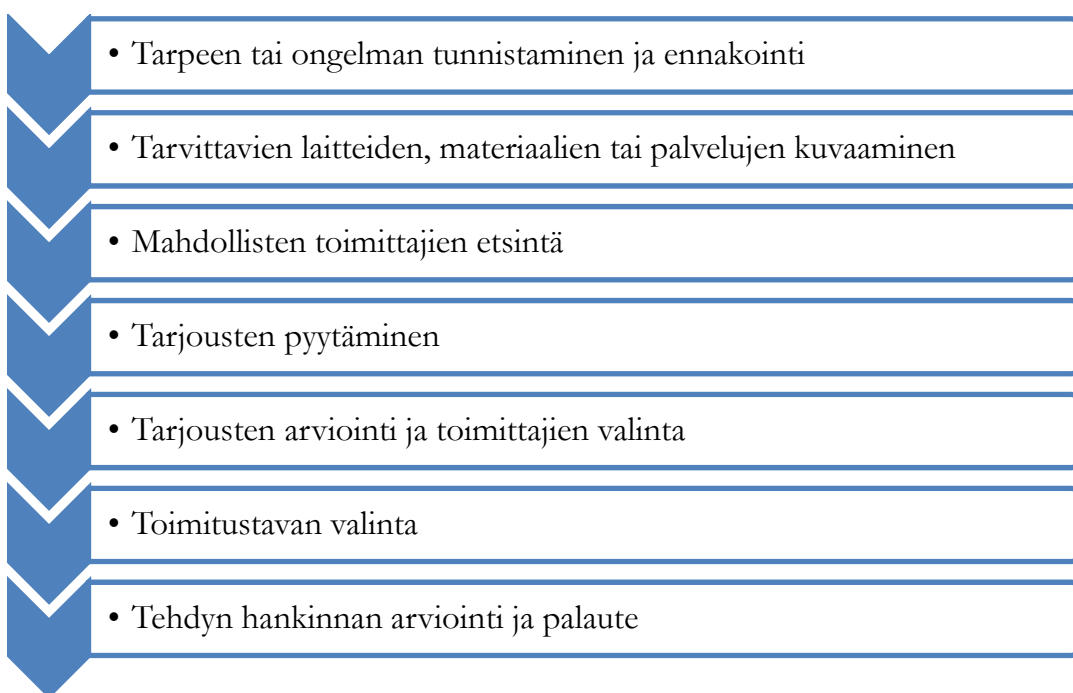 • Tarpeen tai ongelman tunnistaminen ja ennakointi
• Tarvittavien laitteiden, materiaalien tai palvelujen kuvaaminen
• Mahdollisten toimittajien etsintä
• Tarjousten pyytäminen
• Tarjousten arviointi ja toimittajien valinta
• Toimitustavan valinta
• Tehdyn hankinnan arviointi ja palaute